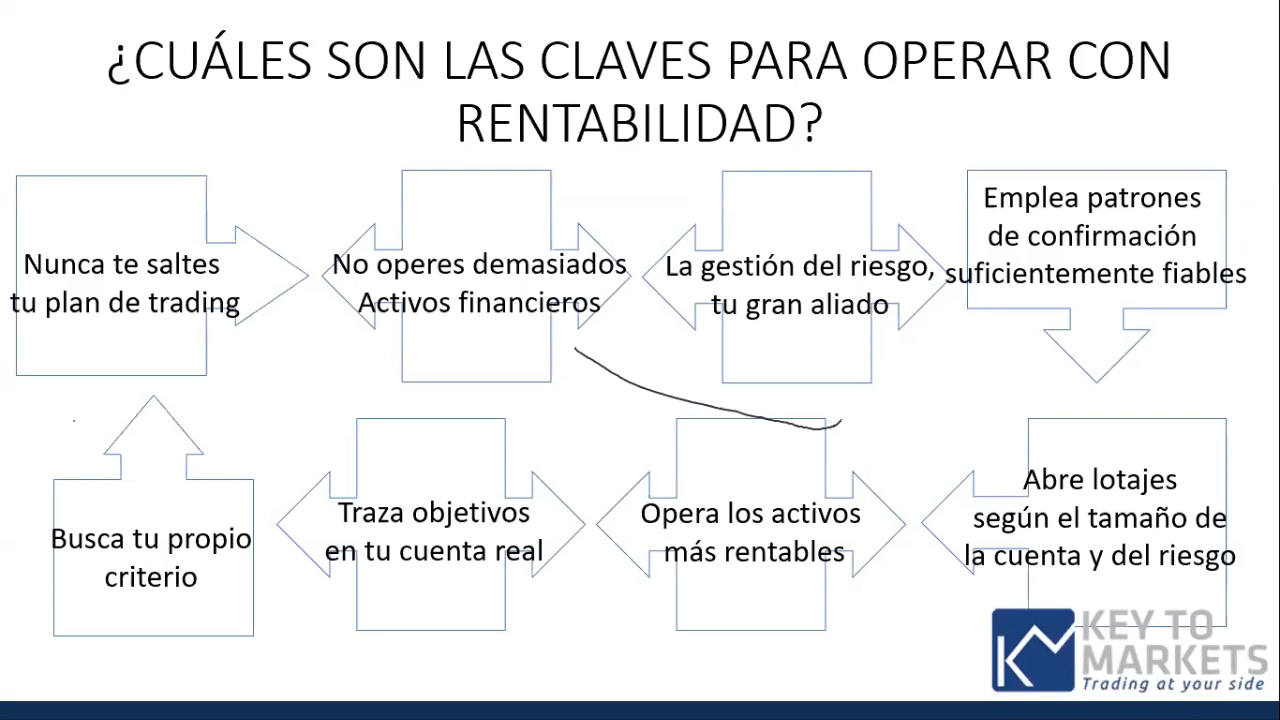 ¿CUÁLES SON LAS CLAVES PARA OPERAR CON
RENTABILIDAD?
Nunca te saltes
tu plan de trading
No operes demasiados
Activos financieros
La gestión del riesgo,
tu gran aliado
Emplea patrones
de confirmación
suficientemente fiables
Busca tu propio
criterio
Traza objetivos
en tu cuenta real
Opera los activos
más rentables
Abre lotajes
según el tamaño de
la cuenta y del riesgo
KEY TO
MARKETS
Trading at your side